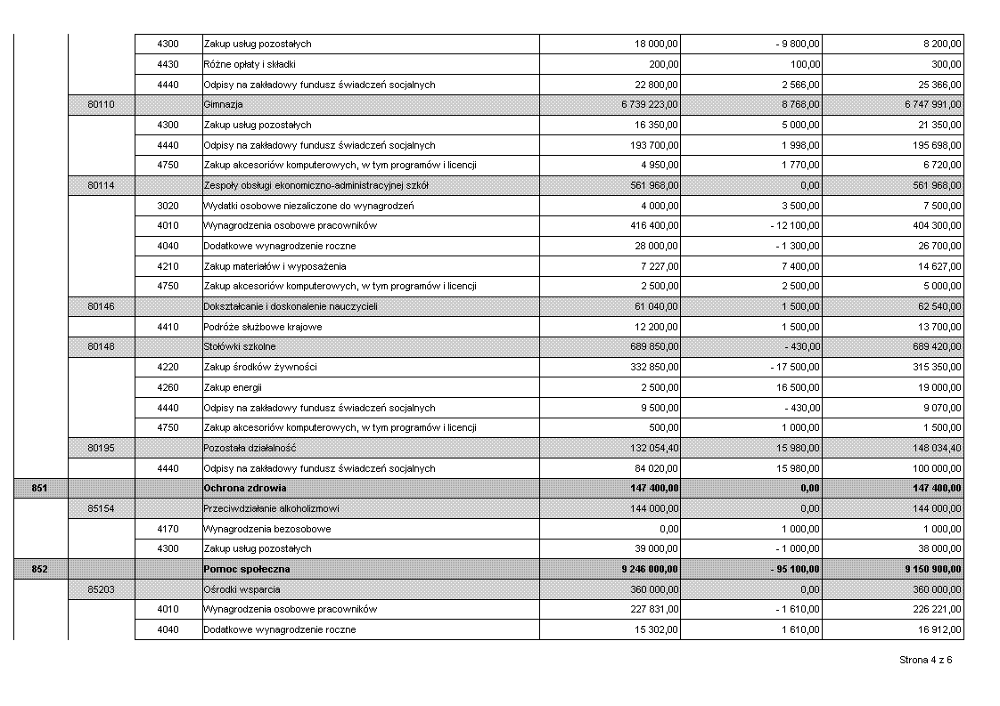 4300 Zakup usług pozostałych 18 000,00 - 9 800,00 8 200,00
4430 Różne opłaty i składki 200,00 100,00 300,00
4440 Odpisy na zakładowy fundusz świadczeń socjalnych 22 800,00 2 566,00 25 366,00
80110 Gimnazja 6 739 223,00 8 768,00 6 747 991,00
4300 Zakup usług pozostałych 16 350,00 5 000,00 21 350,00
4440 Odpisy na zakładowy fundusz świadczeń socjalnych 193 700,00 1 998,00 195 698,00
4750 Zakup akcesoriów komputerowych, w tym programów i licencji 4 950,00 1 770,00 6 720,00
80114 Zespoły obsługi ekonomiczno-administracyjnej szkół 561 968,00 0,00 561 968,00
3020 Wydatki osobowe niezaliczone do wynagrodzeń 4 000,00 3 500,00 7 500,00
4010 Wynagrodzenia osobowe pracowników 416 400,00 - 12 100,00 404 300,00
4040 Dodatkowe wynagrodzenie roczne 28 000,00 - 1 300,00 26 700,00
4210 Zakup materiałów i wyposażenia 7 227,00 7 400,00 14 627,00
4750 Zakup akcesoriów komputerowych, w tym programów i licencji 2 500,00 2 500,00 5 000,00
80146 Dokształcanie i doskonalenie nauczycieli 61 040,00 1 500,00 62 540,00
4410 Podróże służbowe krajowe 12 200,00 1 500,00 13 700,00
80148 Stołówki szkolne 689 850,00 - 430,00 689 420,00
4220 Zakup środków żywności 332 850,00 - 17 500,00 315 350,00
4260 Zakup energii 2 500,00 16 500,00 19 000,00
4440 Odpisy na zakładowy fundusz świadczeń socjalnych 9 500,00 - 430,00 9 070,00
4750 Zakup akcesoriów komputerowych, w tym programów i licencji 500,00 1 000,00 1 500,00
80195 Pozostała działalność 132 054,40 15 980,00 148 034,40
4440 Odpisy na zakładowy fundusz świadczeń socjalnych 84 020,00 15 980,00 100 000,00
851 Ochrona zdrowia 147 400,00 0,00 147 400,00
85154 Przeciwdziałanie alkoholizmowi 144 000,00 0,00 144 000,00
4170 Wynagrodzenia bezosobowe 0,00 1 000,00 1 000,00
4300 Zakup usług pozostałych 39 000,00 - 1 000,00 38 000,00
852 Pomoc społeczna 9 246 000,00 - 95 100,00 9 150 900,00
85203 Ośrodki wsparcia 360 000,00 0,00 360 000,00
4010 Wynagrodzenia osobowe pracowników 227 831,00 - 1 610,00 226 221,00
4040 Dodatkowe wynagrodzenie roczne 15 302,00 1 610,00 16 912,00
Strona 4 z 6